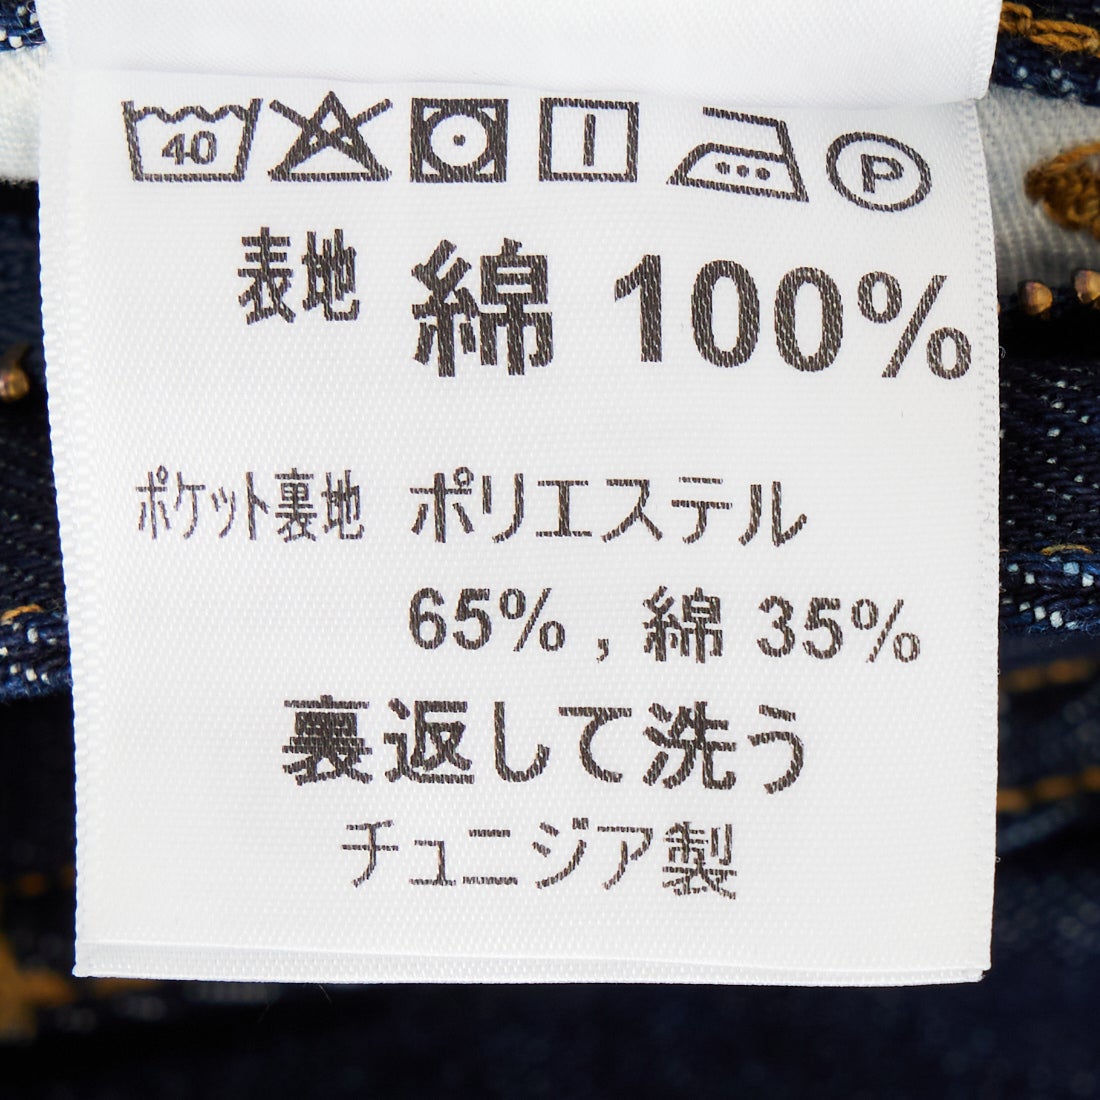 40 P
表地 綿 100%
ポケット裏地 ポリエステル
65% , 綿 35%
裏返して洗う
チュニジア製